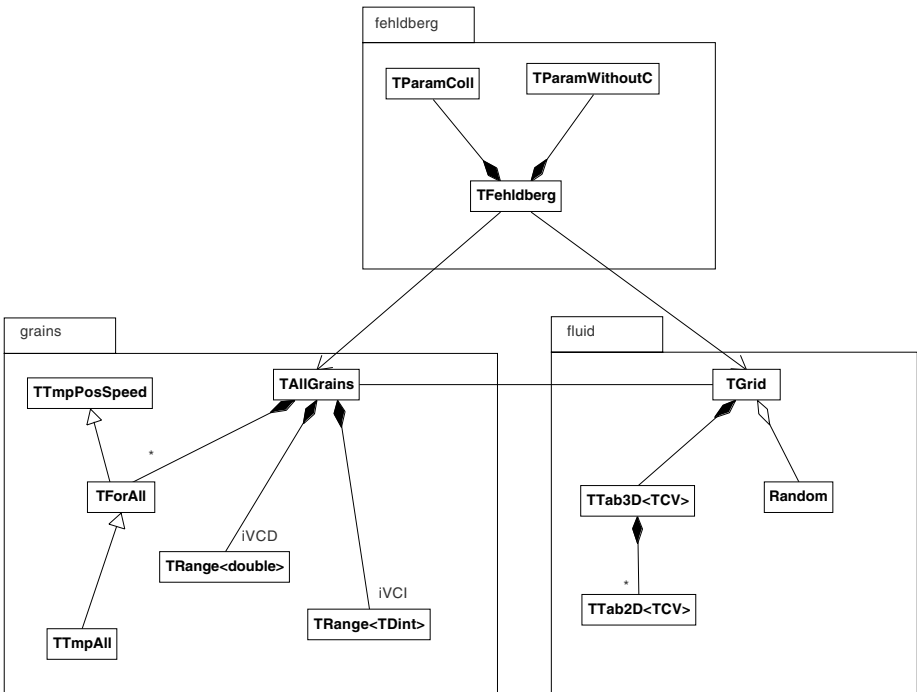 fehldberg
TParamColl
TParamWithoutC
TFehldberg
grains
fluid
TTmpPosSpeed
TAllGrains
TGrid
*
TForAll
TTab3D<TCV>
Random
iVCD
TRange<double>
*
iVCI
TTab2D<TCV>
TRange<TDint>
TTmpAll